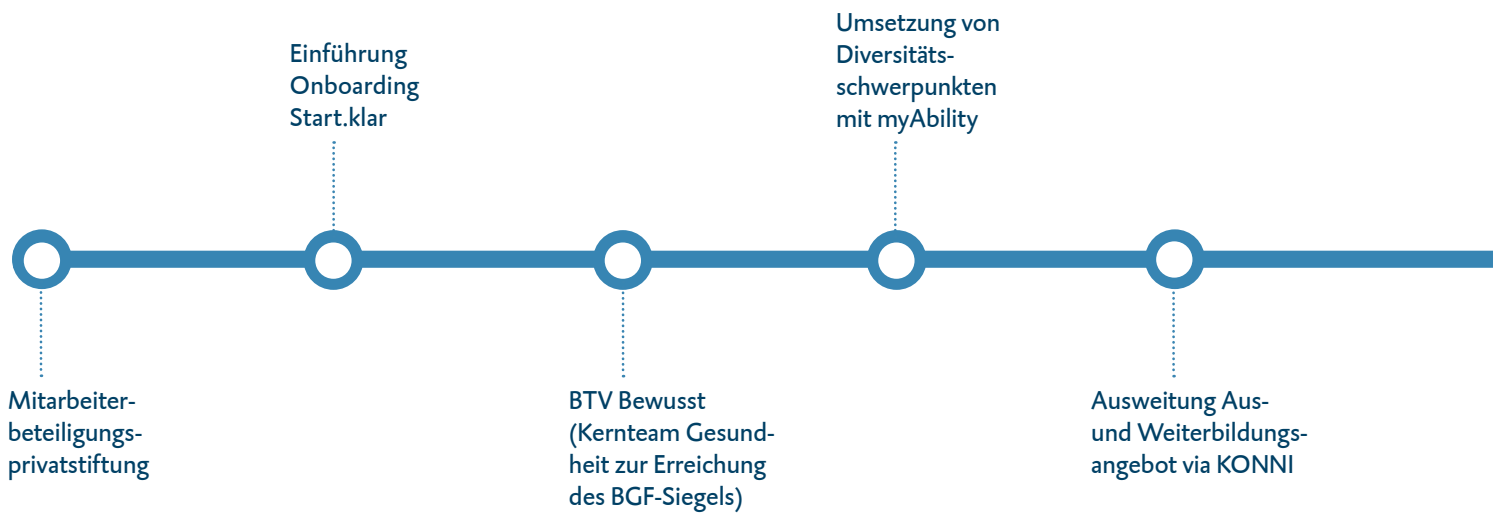 Mitarbeiter-
beteiligungs-
privatstiftung
Einführung
Onboarding
Start.klar
BTV Bewusst
(Kernteam Gesund-
heit zur Erreichung
des BGF-Siegels)
Umsetzung von
Diversitäts-
schwerpunkten
mit myAbility
Ausweitung Aus-
und Weiterbildungs-
angebot via KONNI